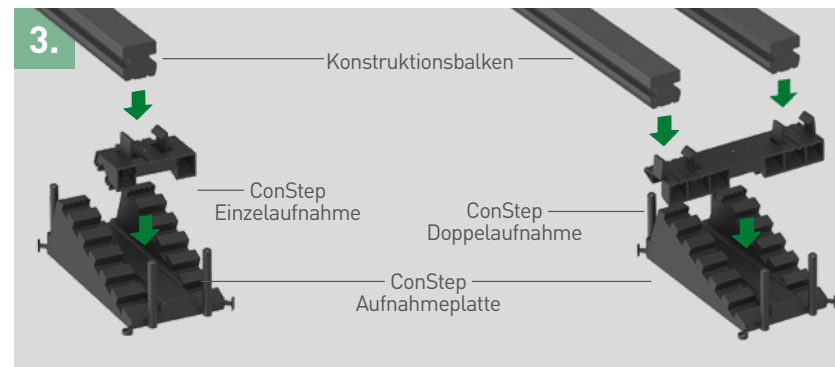 3.
Konstruktionsbalken
ConStep
Einzelaufnahme
ConStep
Doppelaufnahme
ConStep
Aufnahmeplatte